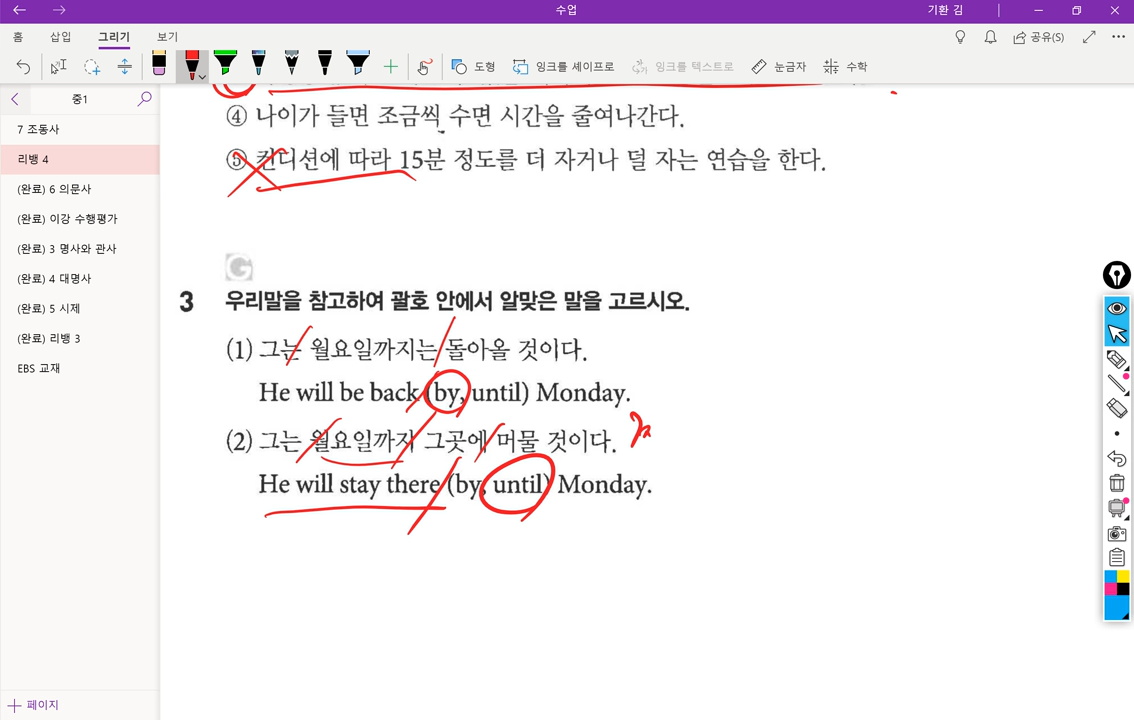 수업
기환 김
홈 삽입 그리기 보기
공유(S)
도형 잉크를 셰이프로 잉크를 텍스트로 눈금자 수학
중1
7 조동사
리뱅 4
(완료) 6 의문사
(완료) 이강 수행평가
(완료) 3 명사와 관사
(완료) 4 대명사
(완료) 5 시제
(완료) 리뱅 3
EBS 교재
페이지
④ 나이가 들면 조금씩 수면 시간을 줄여나간다.
⑤ 컨디션에 따라 15분 정도를 더 자거나 덜 자는 연습을 한다.
G
3 우리말을 참고하여 괄호 안에서 알맞은 말을 고르시오.
(1) 그는 월요일까지는 돌아올 것이다.
He will be back (by, until) Monday.
(2) 그는 월요일까지 그곳에 머물 것이다.
He will stay there (by, until) Monday.